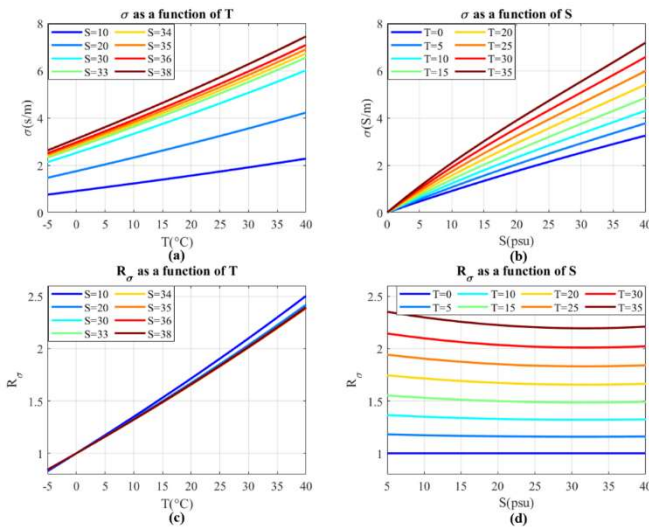 σ as a function of T
S=10 S=34
S=20 S=35
S=30 S=36
S=33 S=38
8
6
4
2
0
σ(s/m)
-5 0 5 10 15 20 25 30 35 40
T(°C)
(a)
σ as a function of S
T=0 T=20
T=5 T=25
T=10 T=30
T=15 T=35
8
6
4
2
0
σ(S/m)
0 5 10 15 20 25 30 35 40
S(psu)
(b)
Rσ as a function of T
S=10 S=34
S=20 S=35
S=30 S=36
S=33 S=38
2.5
2
1.5
1
Rσ
-5 0 5 10 15 20 25 30 35 40
T(°C)
(c)
Rσ as a function of S
T=0 T=10 T=20 T=30
T=5 T=15 T=25 T=35
2.5
2
1.5
1
Rσ
5 10 15 20 25 30 35 40
S(psu)
(d)